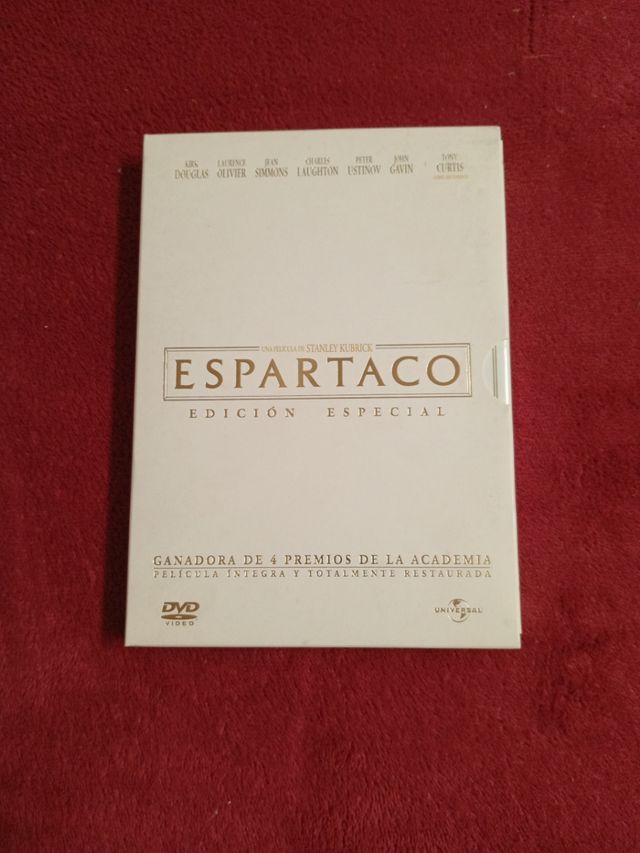 KIRK DOUGLAS LAURENCE OLIVIER JEAN SIMMONS CHARLES LAUGHTON PETER USTINOV JOHN GAVIN TONY CURTIS
UNA PELÍCULA DE STANLEY KUBRICK
ESPARTACO
EDICIÓN ESPECIAL
GANADORA DE 4 PREMIOS DE LA ACADEMIA
PELÍCULA ÍNTEGRA Y TOTALMENTE RESTAURADA
DVD
VIDEO
UNIVERSAL